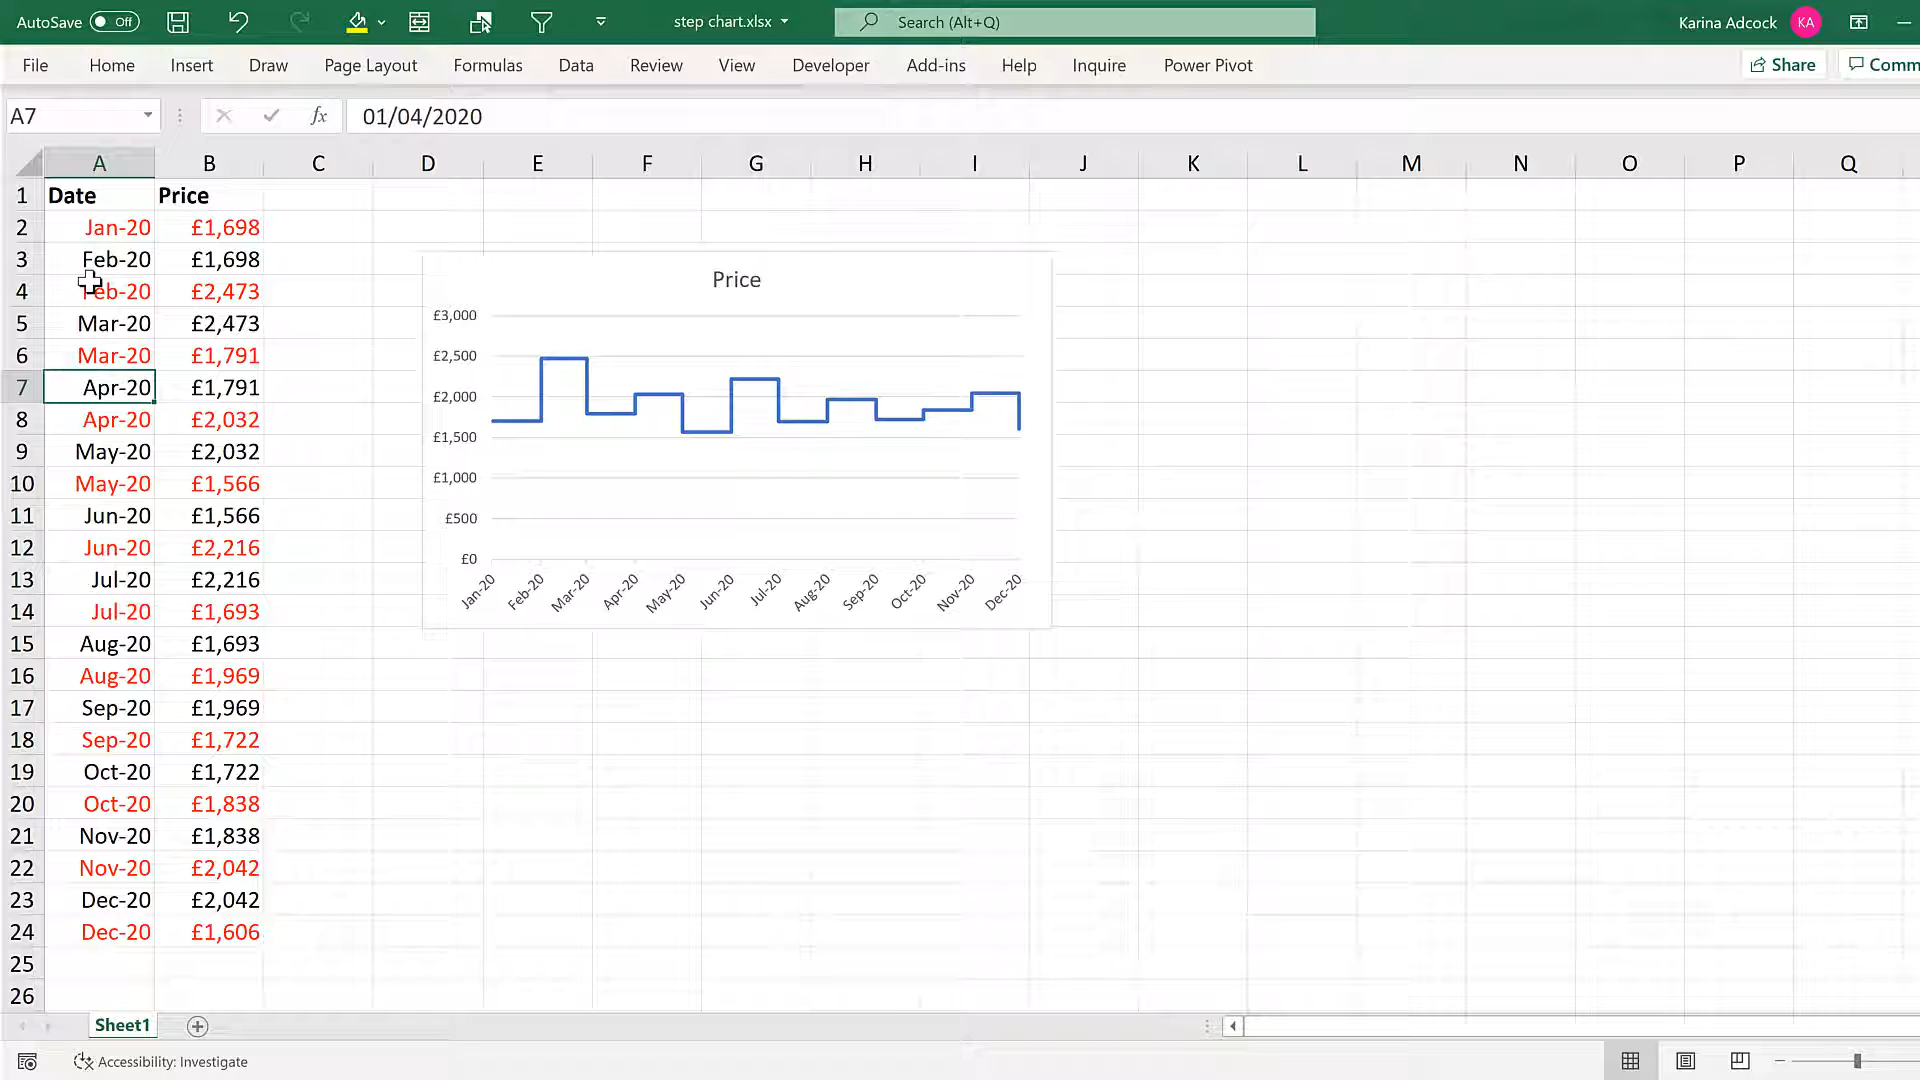 AutoSave Off step chart.xlsx Search (Alt+Q) Karina Adcock KA
File Home Insert Draw Page Layout Formulas Data Review View Developer Add-ins Help Inquire Power Pivot Share Comm
A7 fx 01/04/2020
A B C D E F G H I J K L M N O P Q
1 Date Price
2 Jan-20 £1,698
3 Feb-20 £1,698
4 Feb-20 £2,473
5 Mar-20 £2,473
6 Mar-20 £1,791
7 Apr-20 £1,791
8 Apr-20 £2,032
9 May-20 £2,032
10 May-20 £1,566
11 Jun-20 £1,566
12 Jun-20 £2,216
13 Jul-20 £2,216
14 Jul-20 £1,693
15 Aug-20 £1,693
16 Aug-20 £1,969
17 Sep-20 £1,969
18 Sep-20 £1,722
19 Oct-20 £1,722
20 Oct-20 £1,838
21 Nov-20 £1,838
22 Nov-20 £2,042
23 Dec-20 £2,042
24 Dec-20 £1,606
25
26
Price
£3,000
£2,500
£2,000
£1,500
£1,000
£500
£0
Jan-20 Feb-20 Mar-20 Apr-20 May-20 Jun-20 Jul-20 Aug-20 Sep-20 Oct-20 Nov-20 Dec-20
Sheet1
Accessibility: Investigate